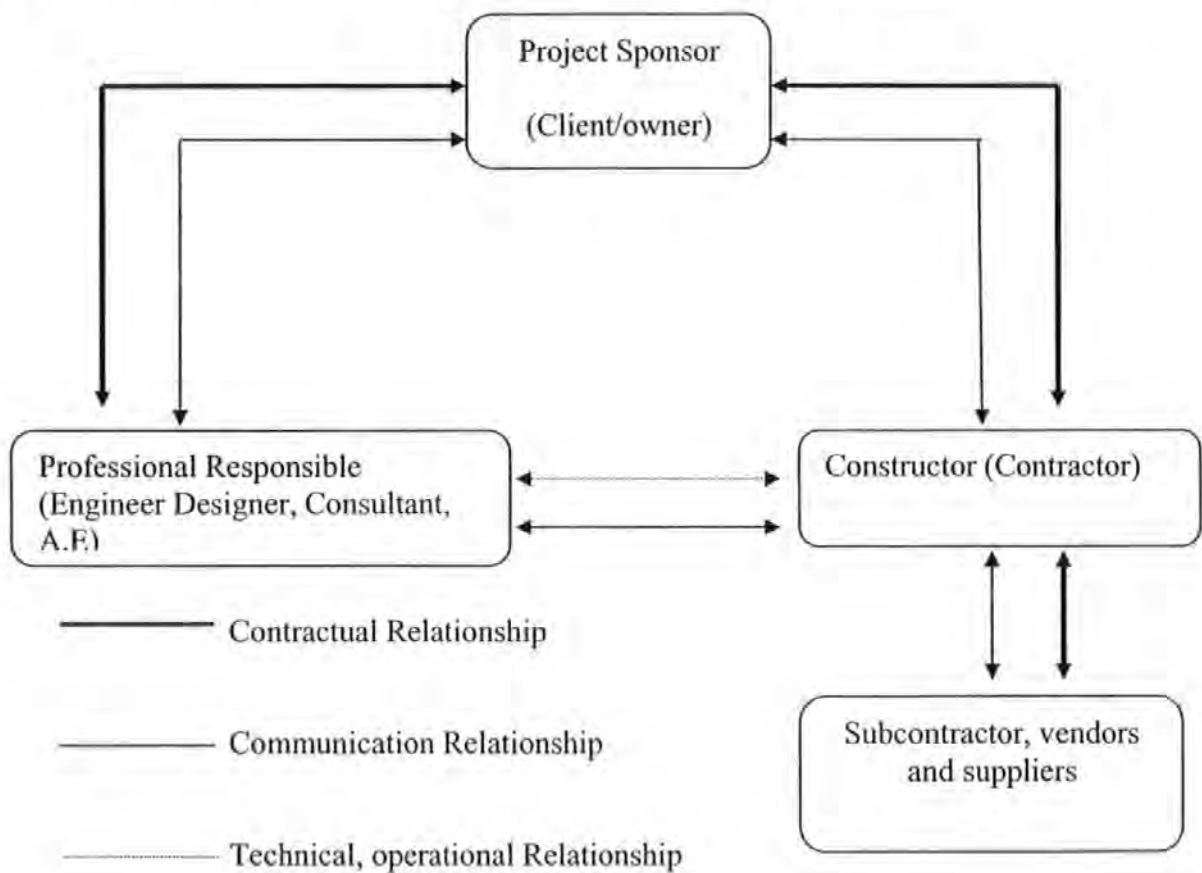 Project Sponsor
(Client/owner)
Professional Responsible
(Engineer Designer, Consultant,
A.E)
Constructor (Contractor)
Contractual Relationship
Communication Relationship
Subcontractor, vendors
and suppliers
Technical, operational Relationship